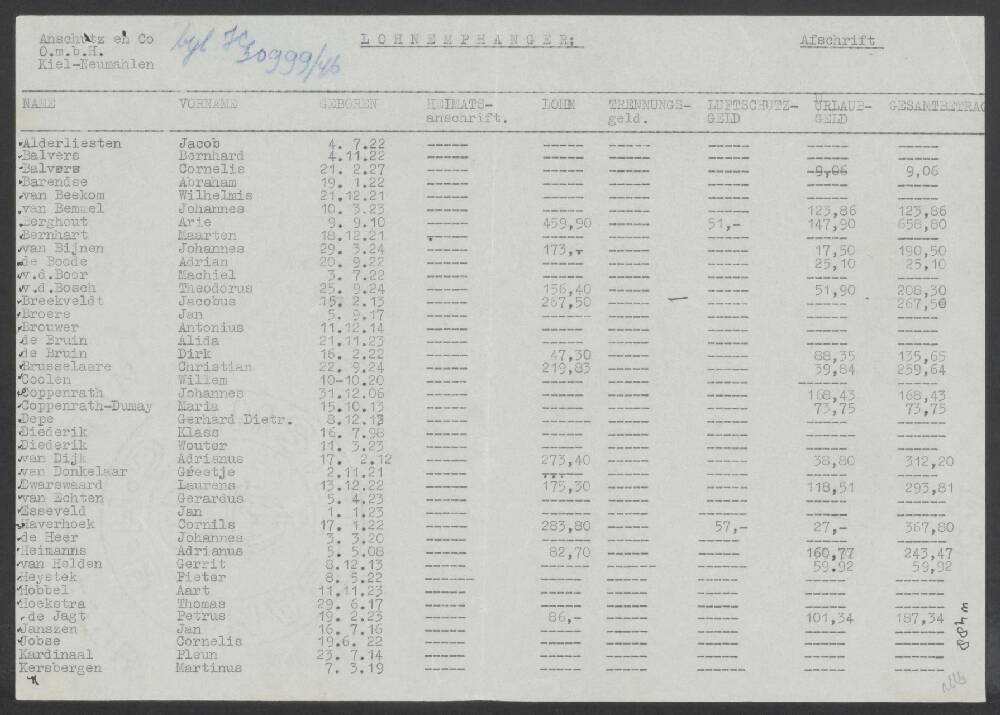 Anschutz en Co LOHNEMPHANGER: Afschrift
O.m.b.H.
Kiel-Neumahlen
bgl 30999/46
NAME VORNAME GEBOREN HEIMATS- LOHM TRENNUNGS- LUFTSCHUTZ- URLAUB- GESAMTBETRAG
anschrift. geld. GELD GELD
Alderliesten Jacob 4. 7.22 ----- ----- ----- ----- ----- -----
Balvers Bernhard 4.11.22 ----- ----- ----- ----- ----- -----
Balvers Cornelis 21. 2.27 ----- ----- ----- ----- -9,06 9,06
Barendse Abraham 19. 1.22 ----- ----- ----- ----- ----- -----
van Beekom Wilhelmis 21.12.21 ----- ----- ----- ----- ----- -----
van Bemmel Johannes 10. 3.23 ----- ----- ----- ----- 123,86 123,86
Berghout Arie 9. 9.10 ----- 459,90 ----- 51,- 147,90 658,80
Bernhart Maarten 18.12.21 ----- ----- ----- ----- ----- -----
van Bijnen Johannes 29. 3.24 ----- 173,- ----- ----- 17,50 190,50
de Boode Adrian 20. 9.22 ----- ----- ----- ----- 25,10 25,10
v.d.Boor Machiel 3. 7.22 ----- ----- ----- ----- ----- -----
v.d.Bosch Theodorus 25. 9.24 ----- 156,40 ----- ----- 51,90 208,30
Breekveldt Jacobus 15. 2.13 ----- 267,50 ----- ----- ----- 267,50
Broere Jan 5. 9.17 ----- ----- ----- ----- ----- -----
Brouwer Antonius 11.12.14 ----- ----- ----- ----- ----- -----
de Bruin Alida 21.11.23 ----- ----- ----- ----- ----- -----
de Bruin Dirk 16. 2.22 ----- 47,30 ----- ----- 88,35 135,65
Brusselaare Christian 22. 9.24 ----- 219,83 ----- ----- 39,84 259,64
Coolen Willem 10-10.20 ----- ----- ----- ----- ----- -----
Coppenrath Johannes 31.12.06 ----- ----- ----- ----- 168,43 168,43
Coppenrath-Dumay Maria 15.10.13 ----- ----- ----- ----- 73,75 73,75
Depe Gerhard Dietr. 8.12.13 ----- ----- ----- ----- ----- -----
Diederik Klass 16. 7.98 ----- ----- ----- ----- ----- -----
Diederik Wouter 11. 3.23 ----- ----- ----- ----- ----- -----
van Dijk Adrianus 17. 2.12 ----- 273,40 ----- ----- 38,80 312,20
van Donkelaar Greetje 2.11.21 ----- ----- ----- ----- ----- -----
Dwarswaard Laurens 13.12.22 ----- 175,30 ----- ----- 118,51 293,81
van Echten Gerardus 5. 4.23 ----- ----- ----- ----- ----- -----
Esseveld Jan 1. 1.23 ----- ----- ----- ----- ----- -----
Haverhoek Cornils 17. 1.22 ----- 283,80 ----- 57,- 27,- 367,80
de Heer Johannes 3. 3.20 ----- ----- ----- ----- ----- -----
Heimanns Adrianus 5. 5.08 ----- 82,70 ----- ----- 160,77 243,47
van Helden Gerrit 8.12.13 ----- ----- ----- ----- 59.92 59,92
Heystek Pieter 8. 5.22 ----- ----- ----- ----- ----- -----
Hobbel Aart 11.11.23 ----- ----- ----- ----- ----- -----
Hoekstra Thomas 29. 6.17 ----- ----- ----- ----- ----- -----
de Jagt Petrus 19. 2.23 ----- 86,- ----- ----- 101,34 187,34
Janszen Jan 16. 7.16 ----- ----- ----- ----- ----- -----
Jobse Cornelis 19.6. 22 ----- ----- ----- ----- ----- -----
Kardinaal Pleun 23. 7.14 ----- ----- ----- ----- ----- -----
Kersbergen Martinus 7. 3.19 ----- ----- ----- ----- ----- -----